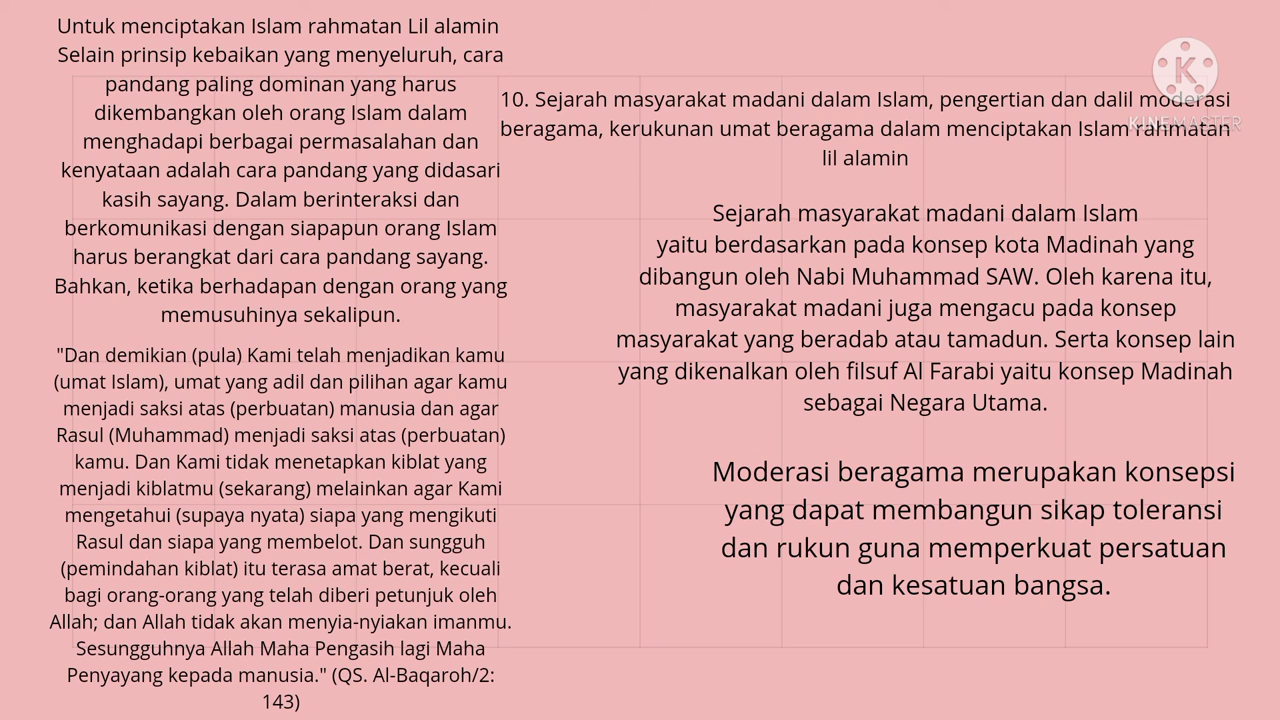 Untuk menciptakan Islam rahmatan Lil alamin
Selain prinsip kebaikan yang menyeluruh, cara
pandang paling dominan yang harus
dikembangkan oleh orang Islam dalam
menghadapi berbagai permasalahan dan
kenyataan adalah cara pandang yang didasari
kasih sayang. Dalam berinteraksi dan
berkomunikasi dengan siapapun orang Islam
harus berangkat dari cara pandang sayang.
Bahkan, ketika berhadapan dengan orang yang
memusuhinya sekalipun.
"Dan demikian (pula) Kami telah menjadikan kamu
(umat Islam), umat yang adil dan pilihan agar kamu
menjadi saksi atas (perbuatan) manusia dan agar
Rasul (Muhammad) menjadi saksi atas (perbuatan)
kamu. Dan Kami tidak menetapkan kiblat yang
menjadi kiblatmu (sekarang) melainkan agar Kami
mengetahui (supaya nyata) siapa yang mengikuti
Rasul dan siapa yang membelot. Dan sungguh
(pemindahan kiblat) itu terasa amat berat, kecuali
bagi orang-orang yang telah diberi petunjuk oleh
Allah; dan Allah tidak akan menyia-nyiakan imanmu.
Sesungguhnya Allah Maha Pengasih lagi Maha
Penyayang kepada manusia." (QS. Al-Baqaroh/2:
143)
10. Sejarah masyarakat madani dalam Islam, pengertian dan dalil moderasi
beragama, kerukunan umat beragama dalam menciptakan Islam rahmatan
lil alamin
Sejarah masyarakat madani dalam Islam
yaitu berdasarkan pada konsep kota Madinah yang
dibangun oleh Nabi Muhammad SAW. Oleh karena itu,
masyarakat madani juga mengacu pada konsep
masyarakat yang beradab atau tamadun. Serta konsep lain
yang dikenalkan oleh filsuf Al Farabi yaitu konsep Madinah
sebagai Negara Utama.
Moderasi beragama merupakan konsepsi
yang dapat membangun sikap toleransi
dan rukun guna memperkuat persatuan
dan kesatuan bangsa.
K
KINEMASTER